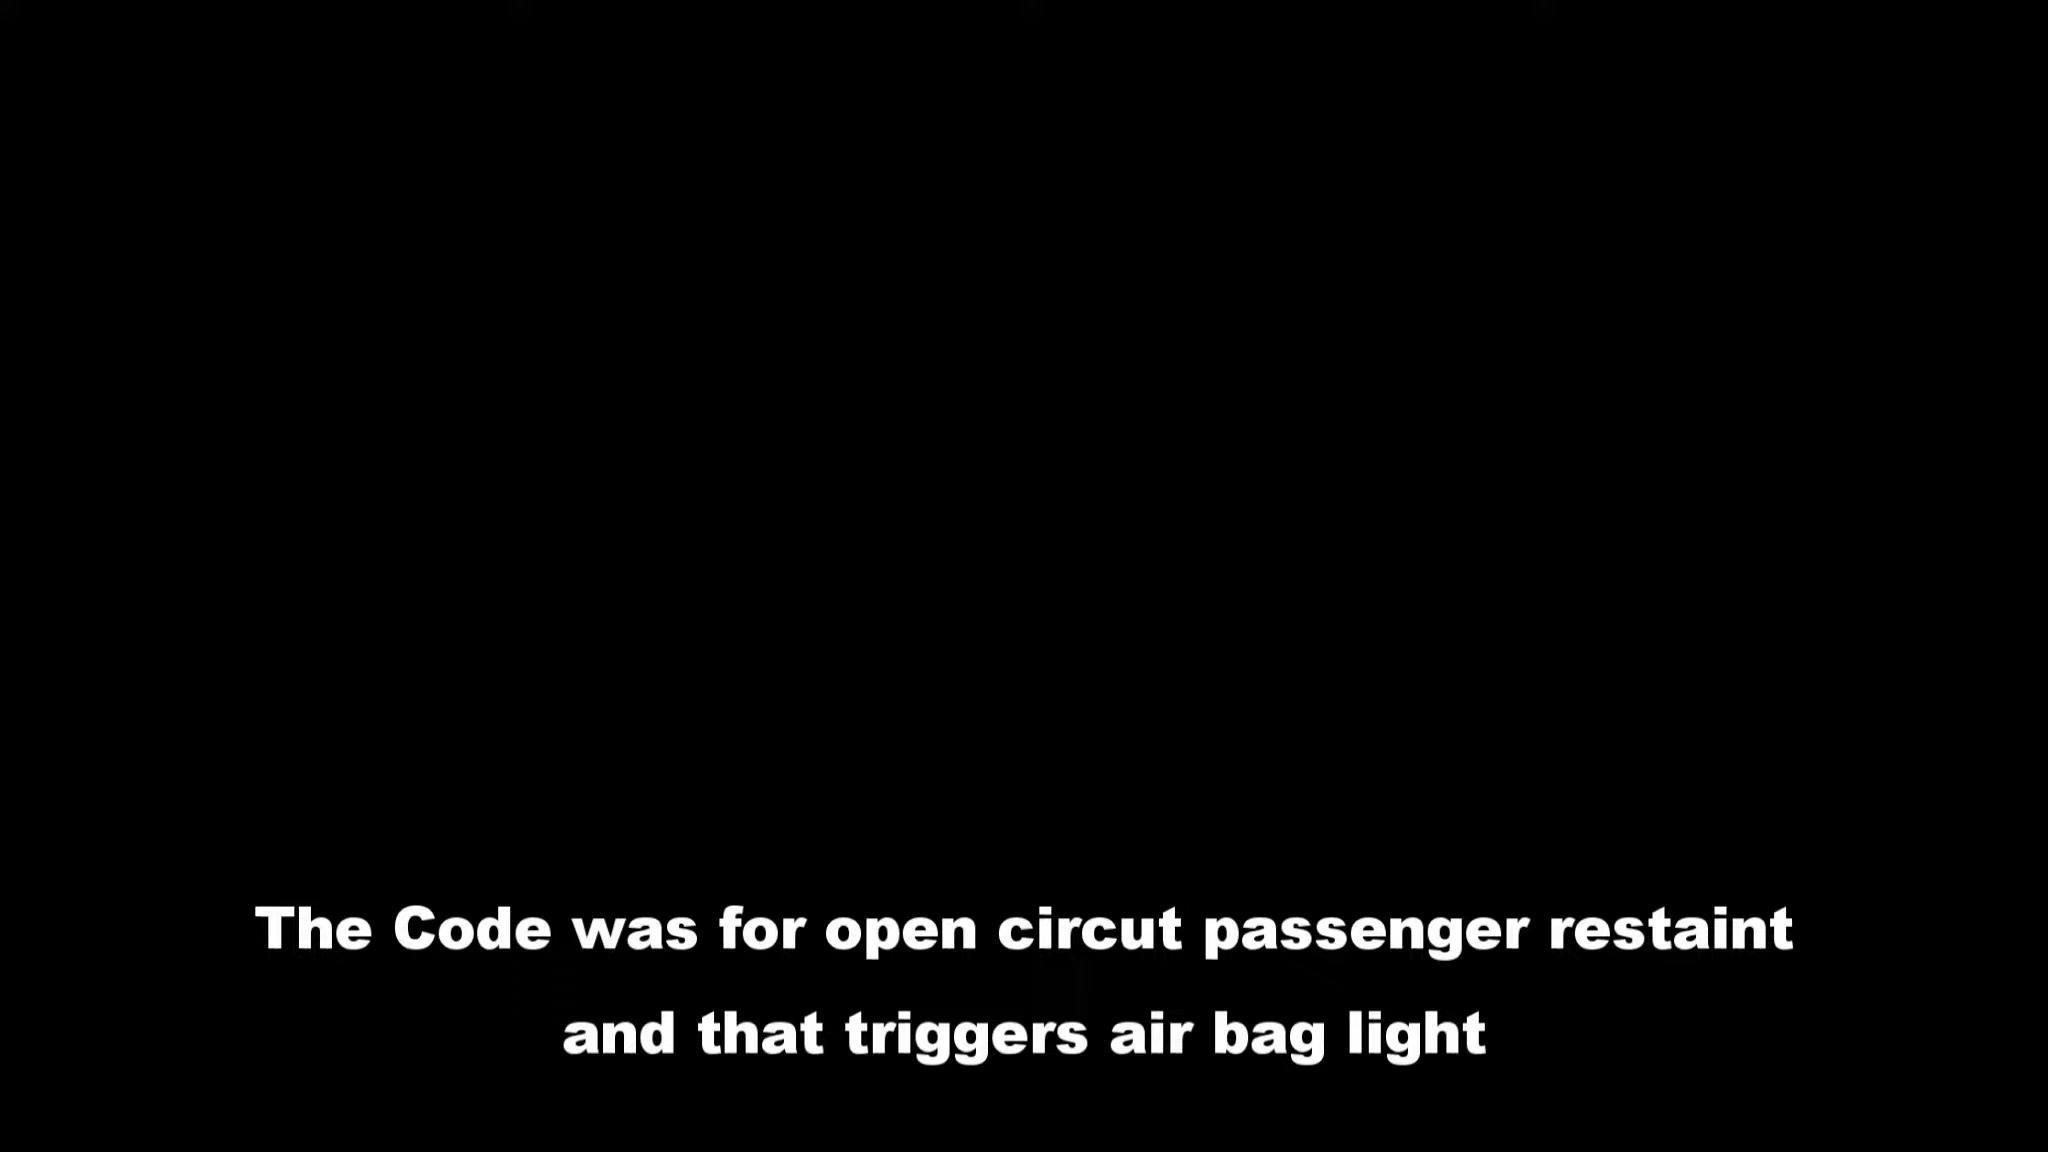 The Code was for open circut passenger restaint
and that triggers air bag light